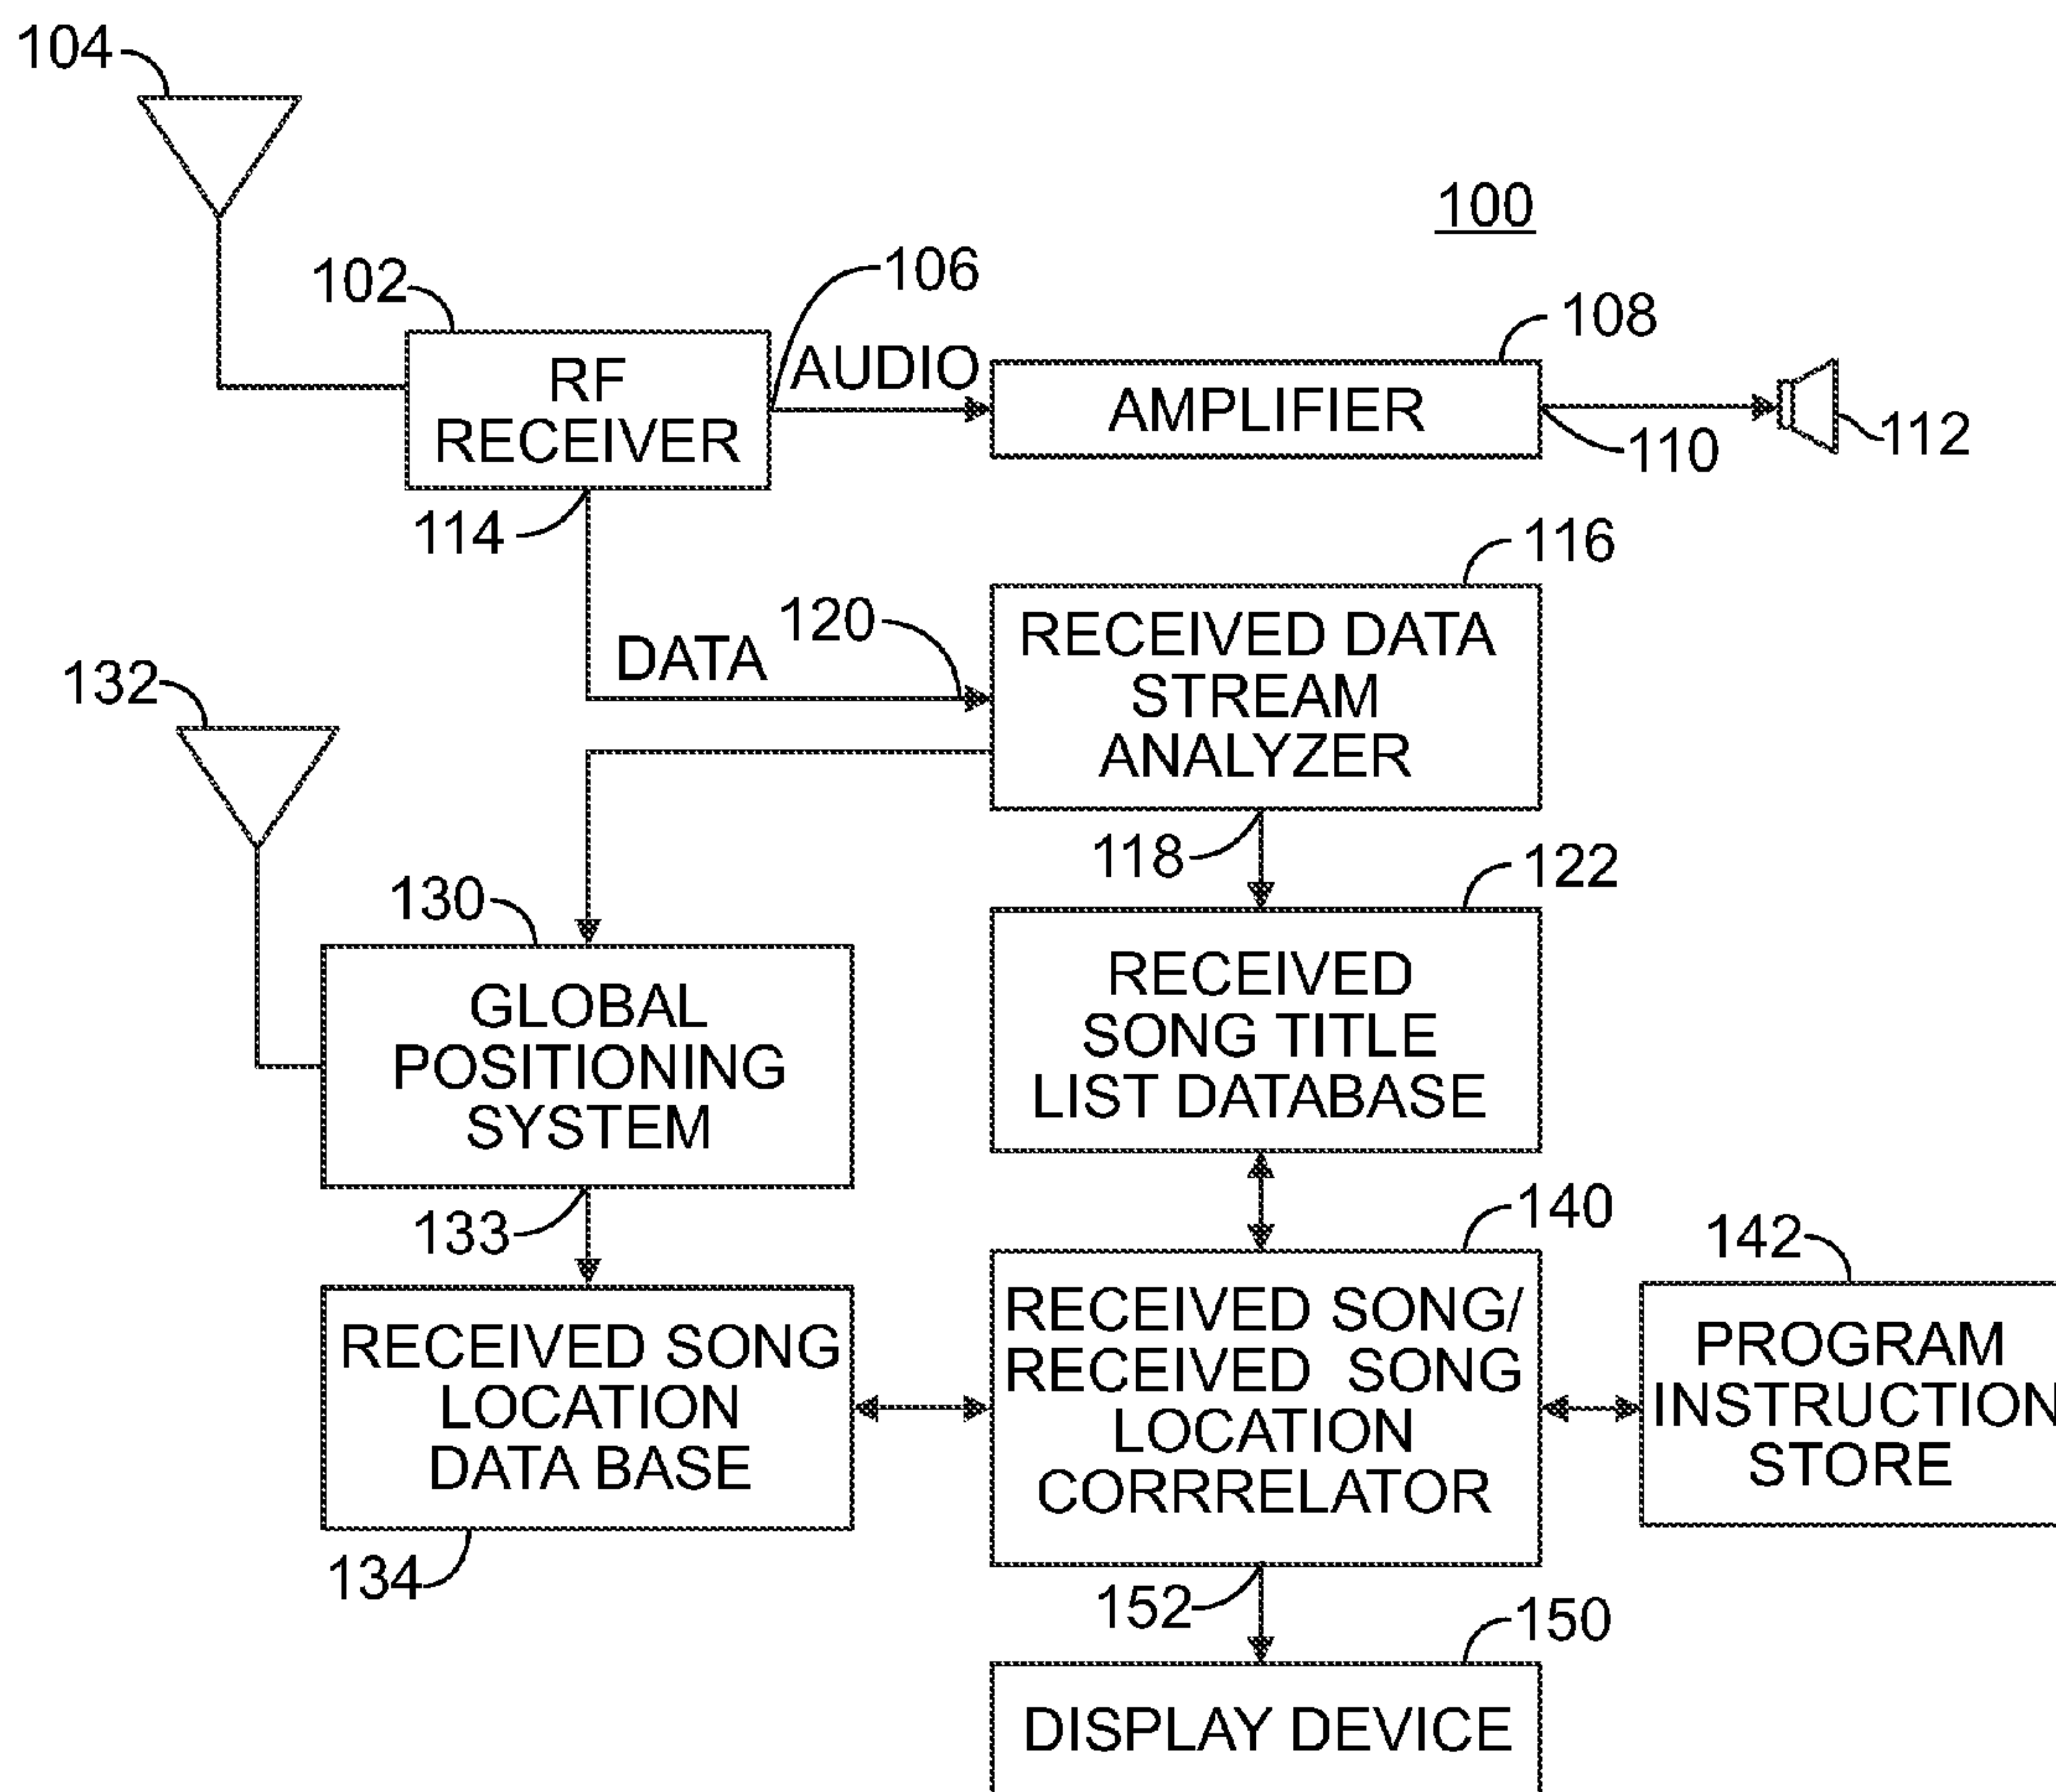 104
100
102
106
108
RF
RECEIVER
AUDIO
AMPLIFIER
110
112
114
116
120
DATA
RECEIVED DATA
STREAM
ANALYZER
132
118
122
130
GLOBAL
POSITIONING
SYSTEM
RECEIVED
SONG TITLE
LIST DATABASE
133
140
142
RECEIVED SONG
LOCATION
DATA BASE
RECEIVED SONG/
RECEIVED SONG
LOCATION
CORRRELATOR
PROGRAM
INSTRUCTION
STORE
134
152
150
DISPLAY DEVICE